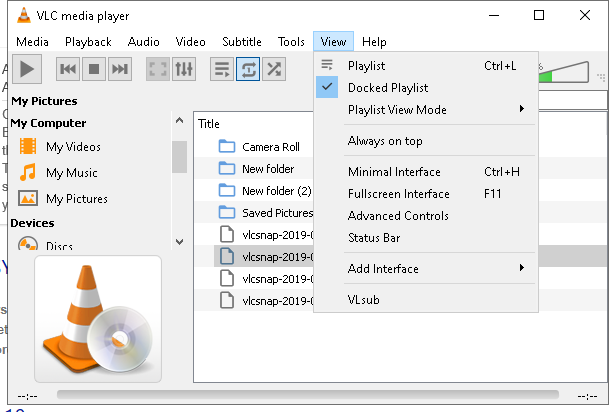 VLC media player
Media Playback Audio Video Subtitle Tools View Help
%
My Pictures
My Computer
My Videos
My Music
My Pictures
Devices
Discs
Title
Camera Roll
New folder
New folder (2)
Saved Pictures
vlcsnap-2019-0
vlcsnap-2019-0
vlcsnap-2019-0
vlcsnap-2019-0
Playlist Ctrl+L
Docked Playlist
Playlist View Mode
Always on top
Minimal Interface Ctrl+H
Fullscreen Interface F11
Advanced Controls
Status Bar
Add Interface
VLsub
--:-- --:--